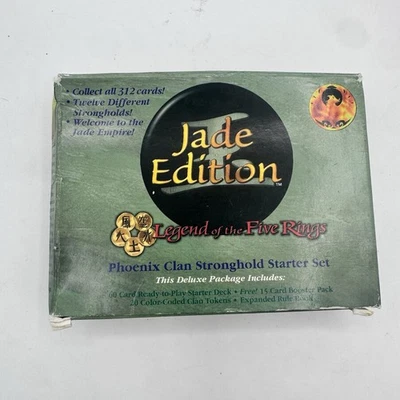 • Collect all 312 cards!
• Twelve Different
Strongholds!
• Welcome to the
Jade Empire!
Jade
Edition™
Legend of the Five Rings
Phoenix Clan Stronghold Starter Set
This Deluxe Package Includes:
60 Card Ready-to-Play Starter Deck • Free! 15 Card Booster Pack
20 Color-Coded Clan Tokens • Expanded Rule Book